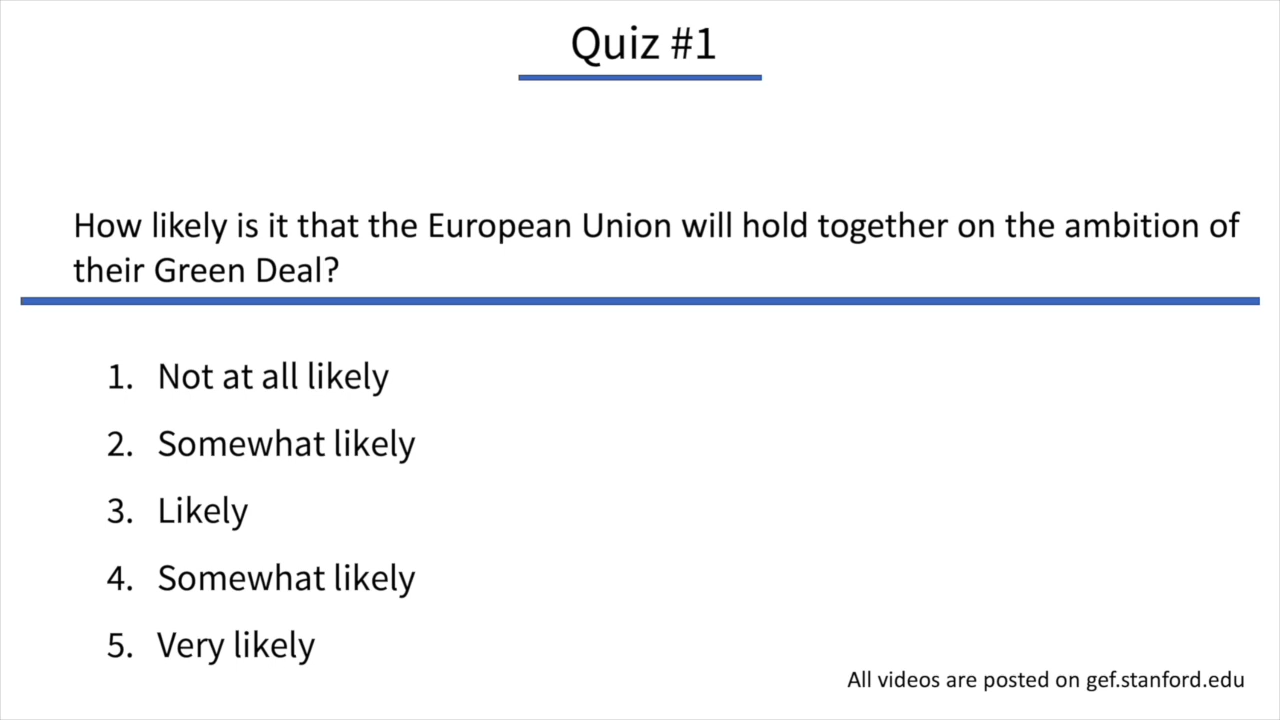 Quiz #1
How likely is it that the European Union will hold together on the ambition of
their Green Deal?
1. Not at all likely
2. Somewhat likely
3. Likely
4. Somewhat likely
5. Very likely
All videos are posted on gef.stanford.edu